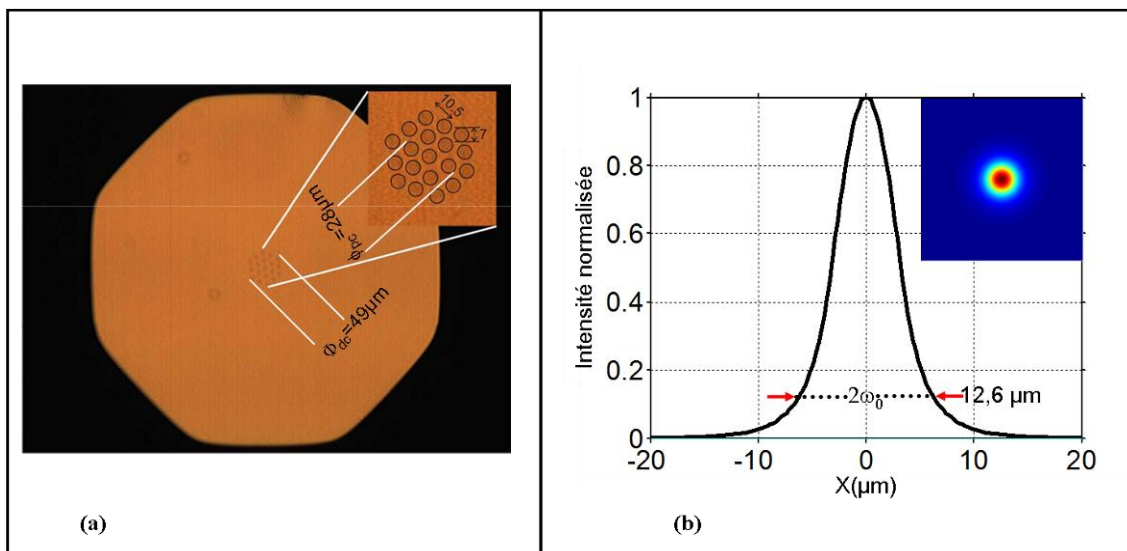 10.5
7
ϕpc=28µm
Φdc=49µm
(a)
Intensité normalisée
1
0.8
0.6
0.4
0.2
0
2ω₀
12,6 µm
-20
-10
0
10
20
X(µm)
(b)